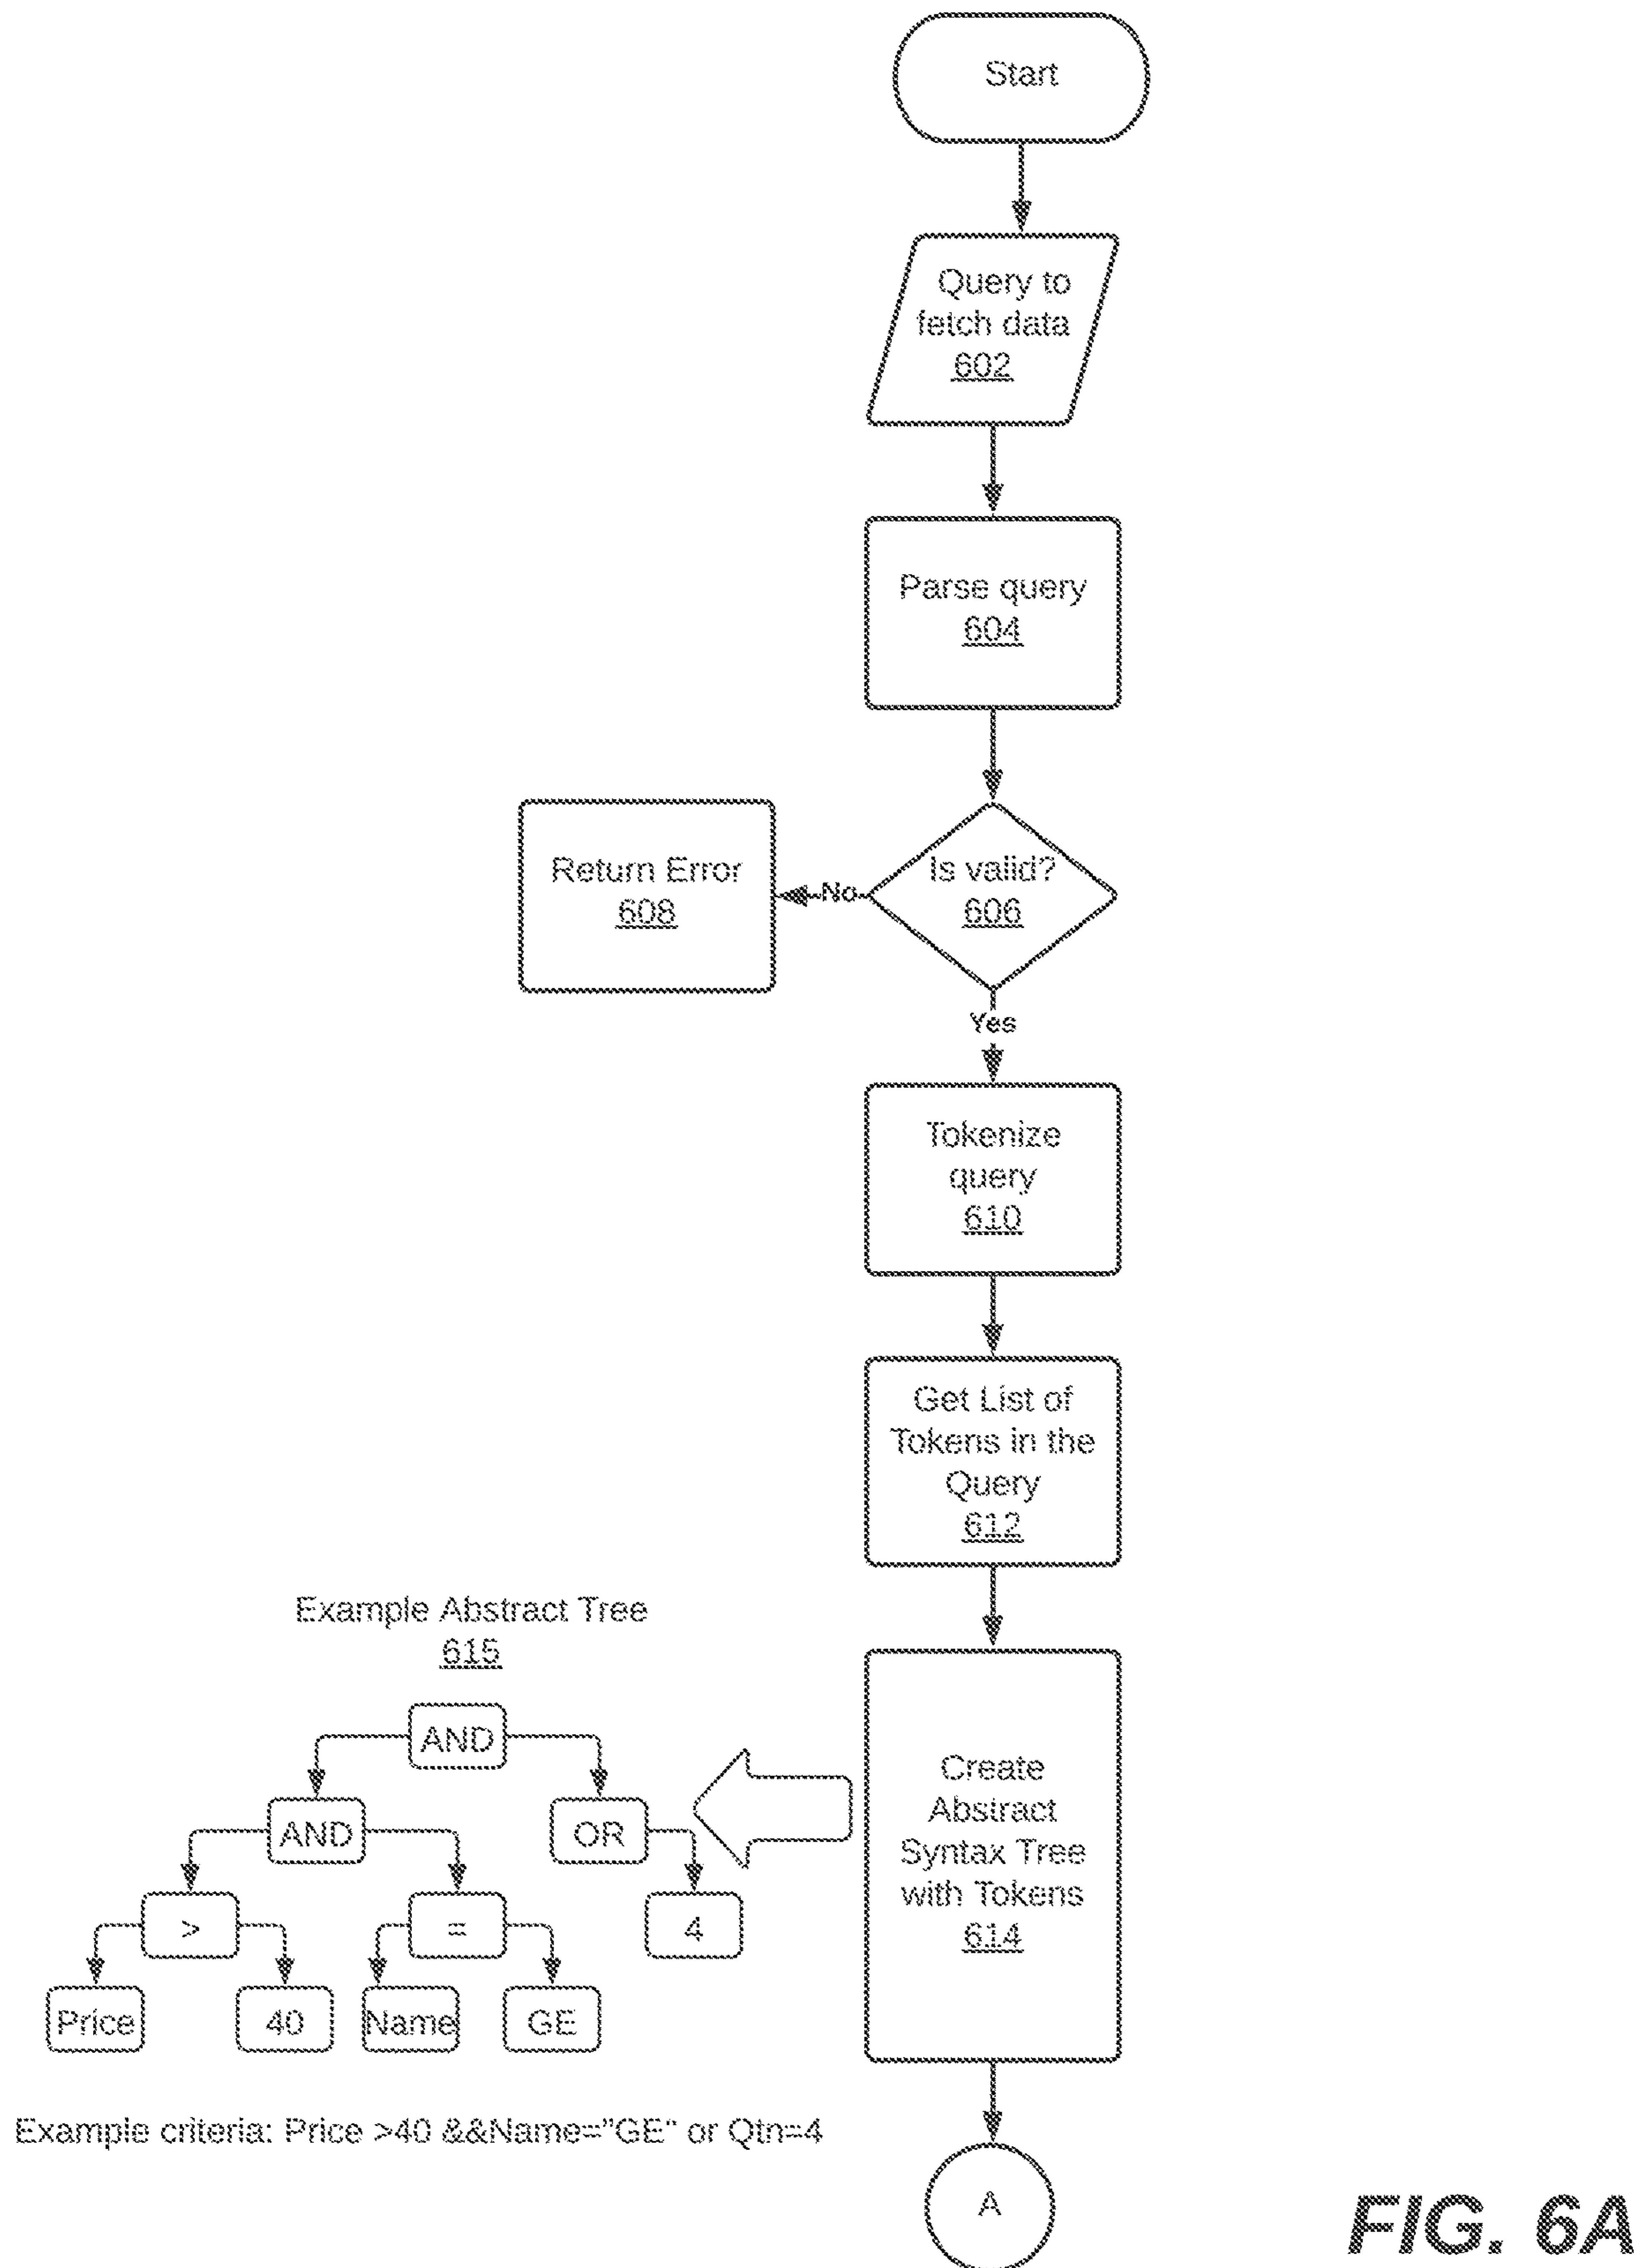 Start
Query to
fetch data
602
Parse query
604
Is valid?
606
No
Return Error
608
Yes
Tokenize
query
610
Get List of
Tokens in the
Query
612
Create
Abstract
Syntax Tree
with Tokens
614
Example Abstract Tree
615
AND
AND
OR
>
=
4
Price
40
Name
GE
Example criteria: Price >40 &&Name="GE" or Qtn=4
A
FIG. 6A